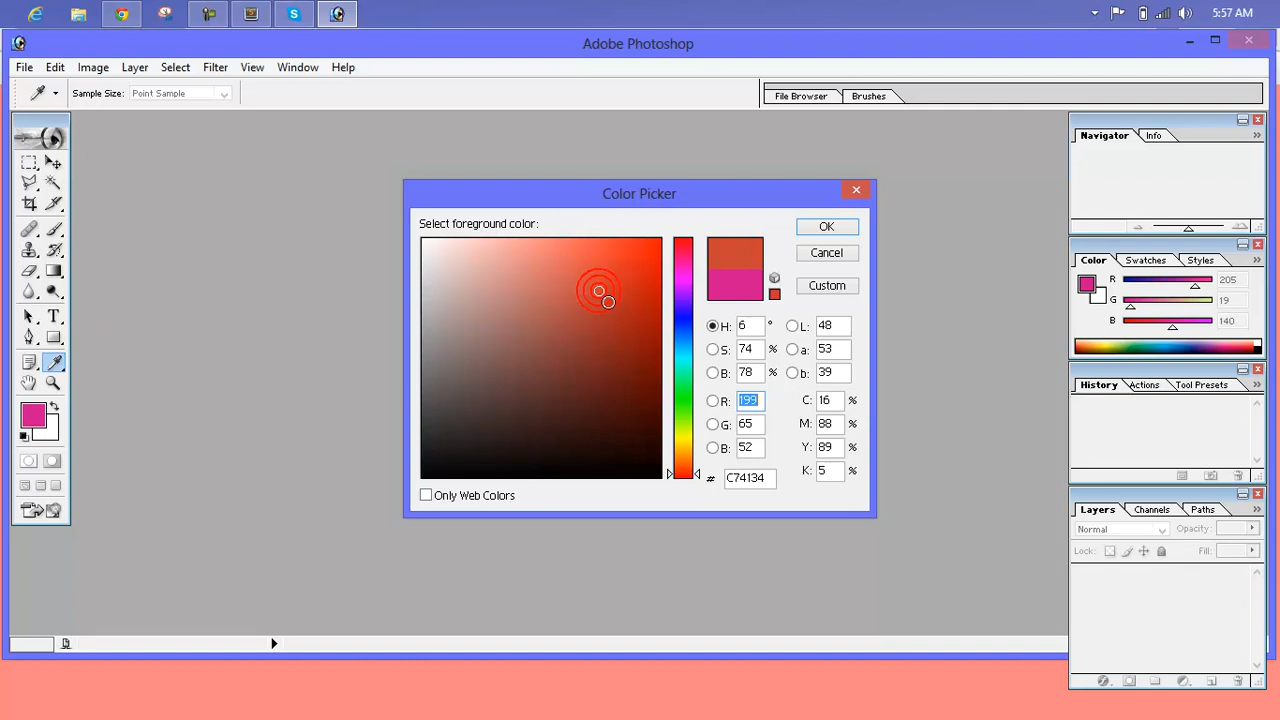 5:57 AM
Adobe Photoshop
File Edit Image Layer Select Filter View Window Help
Sample Size: Point Sample
File Browser Brushes
Navigator Info
Color Picker
Select foreground color:
OK
Cancel
Custom
H: 6 °
S: 74 %
B: 78 %
R: 199
G: 65
B: 52
# C74134
L: 48
a: 53
b: 39
C: 16 %
M: 88 %
Y: 89 %
K: 5 %
Only Web Colors
Color Swatches Styles
R 205
G 19
B 140
History Actions Tool Presets
Layers Channels Paths
Normal Opacity:
Lock: Fill: